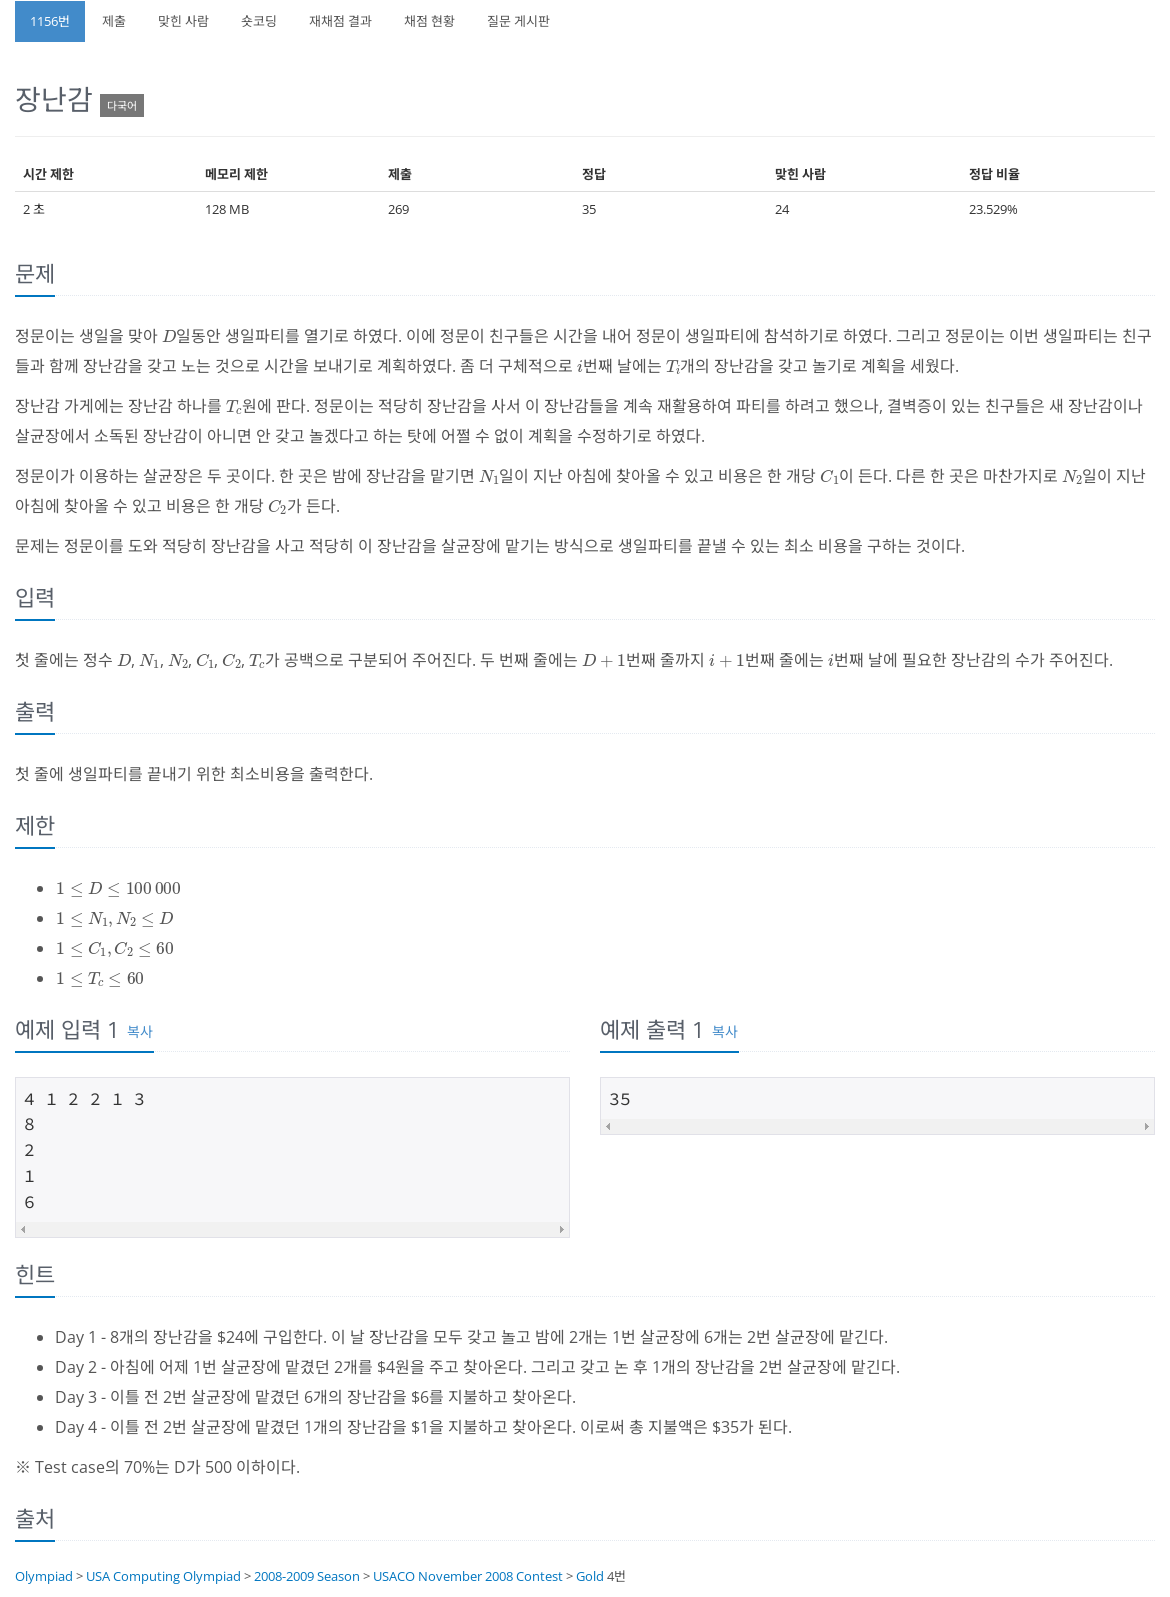 1156번 제출 맞힌 사람 숏코딩 재채점 결과 채점 현황 질문 게시판
장난감 다국어
시간 제한 메모리 제한 제출 정답 맞힌 사람 정답 비율
2 초 128 MB 269 35 24 23.529%
문제
정문이는 생일을 맞아 D일동안 생일파티를 열기로 하였다. 이에 정문이 친구들은 시간을 내어 정문이 생일파티에 참석하기로 하였다. 그리고 정문이는 이번 생일파티는 친구
들과 함께 장난감을 갖고 노는 것으로 시간을 보내기로 계획하였다. 좀 더 구체적으로 i번째 날에는 T_i개의 장난감을 갖고 놀기로 계획을 세웠다.
장난감 가게에는 장난감 하나를 T_c원에 판다. 정문이는 적당히 장난감을 사서 이 장난감들을 계속 재활용하여 파티를 하려고 했으나, 결벽증이 있는 친구들은 새 장난감이나
살균장에서 소독된 장난감이 아니면 안 갖고 놀겠다고 하는 탓에 어쩔 수 없이 계획을 수정하기로 하였다.
정문이가 이용하는 살균장은 두 곳이다. 한 곳은 밤에 장난감을 맡기면 N_1일이 지난 아침에 찾아올 수 있고 비용은 한 개당 C_1이 든다. 다른 한 곳은 마찬가지로 N_2일이 지난
아침에 찾아올 수 있고 비용은 한 개당 C_2가 든다.
문제는 정문이를 도와 적당히 장난감을 사고 적당히 이 장난감을 살균장에 맡기는 방식으로 생일파티를 끝낼 수 있는 최소 비용을 구하는 것이다.
입력
첫 줄에는 정수 D, N_1, N_2, C_1, C_2, T_c가 공백으로 구분되어 주어진다. 두 번째 줄에는 D + 1번째 줄까지 i + 1번째 줄에는 i번째 날에 필요한 장난감의 수가 주어진다.
출력
첫 줄에 생일파티를 끝내기 위한 최소비용을 출력한다.
제한
• 1 ≤ D ≤ 100 000
• 1 ≤ N_1, N_2 ≤ D
• 1 ≤ C_1, C_2 ≤ 60
• 1 ≤ T_c ≤ 60
예제 입력 1 복사
4 1 2 2 1 3
8
2
1
6
예제 출력 1 복사
35
힌트
• Day 1 - 8개의 장난감을 $24에 구입한다. 이 날 장난감을 모두 갖고 놀고 밤에 2개는 1번 살균장에 6개는 2번 살균장에 맡긴다.
• Day 2 - 아침에 어제 1번 살균장에 맡겼던 2개를 $4원을 주고 찾아온다. 그리고 갖고 논 후 1개의 장난감을 2번 살균장에 맡긴다.
• Day 3 - 이틀 전 2번 살균장에 맡겼던 6개의 장난감을 $6를 지불하고 찾아온다.
• Day 4 - 이틀 전 2번 살균장에 맡겼던 1개의 장난감을 $1을 지불하고 찾아온다. 이로써 총 지불액은 $35가 된다.
※ Test case의 70%는 D가 500 이하이다.
출처
Olympiad > USA Computing Olympiad > 2008-2009 Season > USACO November 2008 Contest > Gold 4번